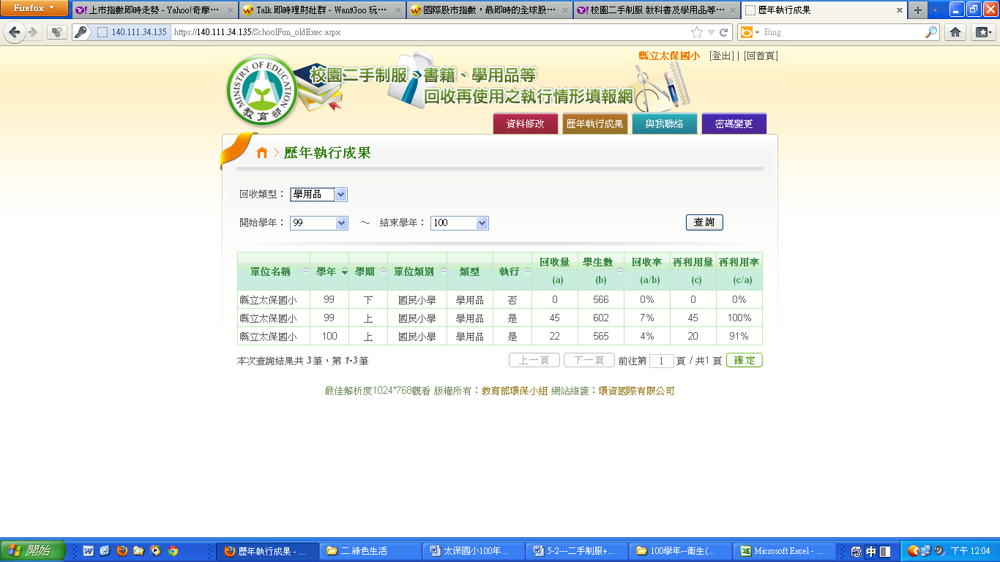 Firefox
上市指數即時走勢 - Yahoo!奇摩...
Talk 即時理財社群 - WantGoo 玩...
國際股市指數，最即時的全球股...
校園二手制服 教科書及學用品等...
歷年執行成果
140.111.34.135 https://140.111.34.135/SchoolFun_oldExec.aspx
Bing
縣立太保國小 [登出] | [回首頁]
MINISTRY OF EDUCATION
教育部
校園二手制服、書籍、學用品等
回收再使用之執行情形填報網
資料修改 歷年執行成果 與我聯絡 密碼變更
> 歷年執行成果
回收類型： 學用品
開始學年： 99 ～ 結束學年： 100 查 詢
單位名稱 學年 學期 單位類別 類型 執行 回收量 (a) 學生數 (b) 回收率 (a/b) 再利用量 (c) 再利用率 (c/a)
縣立太保國小 99 下 國民小學 學用品 否 0 566 0% 0 0%
縣立太保國小 99 上 國民小學 學用品 是 45 602 7% 45 100%
縣立太保國小 100 上 國民小學 學用品 是 22 565 4% 20 91%
本次查詢結果共 3 筆，第 1-3 筆 上一頁 下一頁 前往第 1 頁 / 共1 頁 確 定
最佳解析度1024*768觀看 版權所有：教育部環保小組 網站維護：環資國際有限公司
開始
歷年執行成果 - ...
二.綠色生活
太保國小100年...
5-2---二手制服+...
100學年--衛生(...
Microsoft Excel - ...
中
下午 12:04